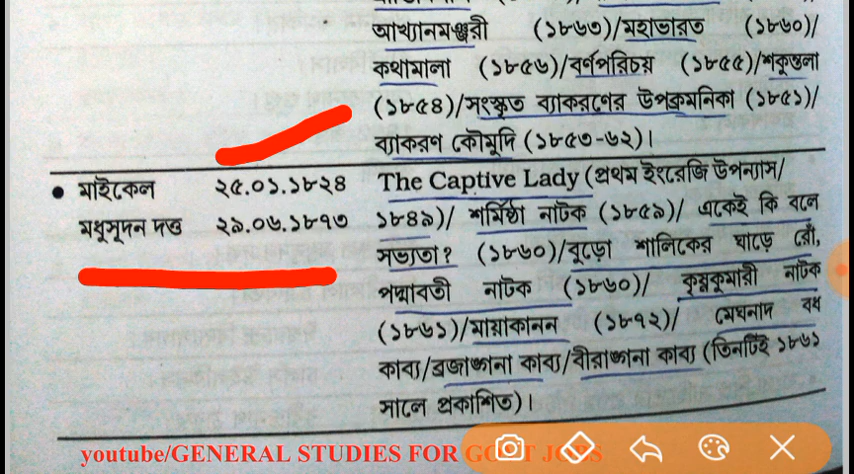 আখ্যানমঞ্জরী (১৮৬৩)/মহাভারত (১৮৬০)/
কথামালা (১৮৫৬)/বর্ণপরিচয় (১৮৫৫)/শকুন্তলা
(১৮৫৪)/সংস্কৃত ব্যাকরণের উপক্রমনিকা (১৮৫১)/
ব্যাকরণ কৌমুদি (১৮৫৩-৬২)।
• মাইকেল ২৫.০১.১৮২৪ The Captive Lady (প্রথম ইংরেজি উপন্যাস/
মধুসূদন দত্ত ২৯.০৬.১৮৭৩ ১৮৪৯)/ শর্মিষ্ঠা নাটক (১৮৫৯)/ একেই কি বলে
সভ্যতা? (১৮৬০)/বুড়ো শালিকের ঘাড়ে রোঁ,
পদ্মাবতী নাটক (১৮৬০)/ কৃষ্ণকুমারী নাটক
(১৮৬১)/মায়াকানন (১৮৭২)/ মেঘনাদ বধ
কাব্য/ব্রজাঙ্গনা কাব্য/বীরাঙ্গনা কাব্য (তিনটিই ১৮৬১
সালে প্রকাশিত)।
youtube/GENERAL STUDIES FOR GOVT JOBS